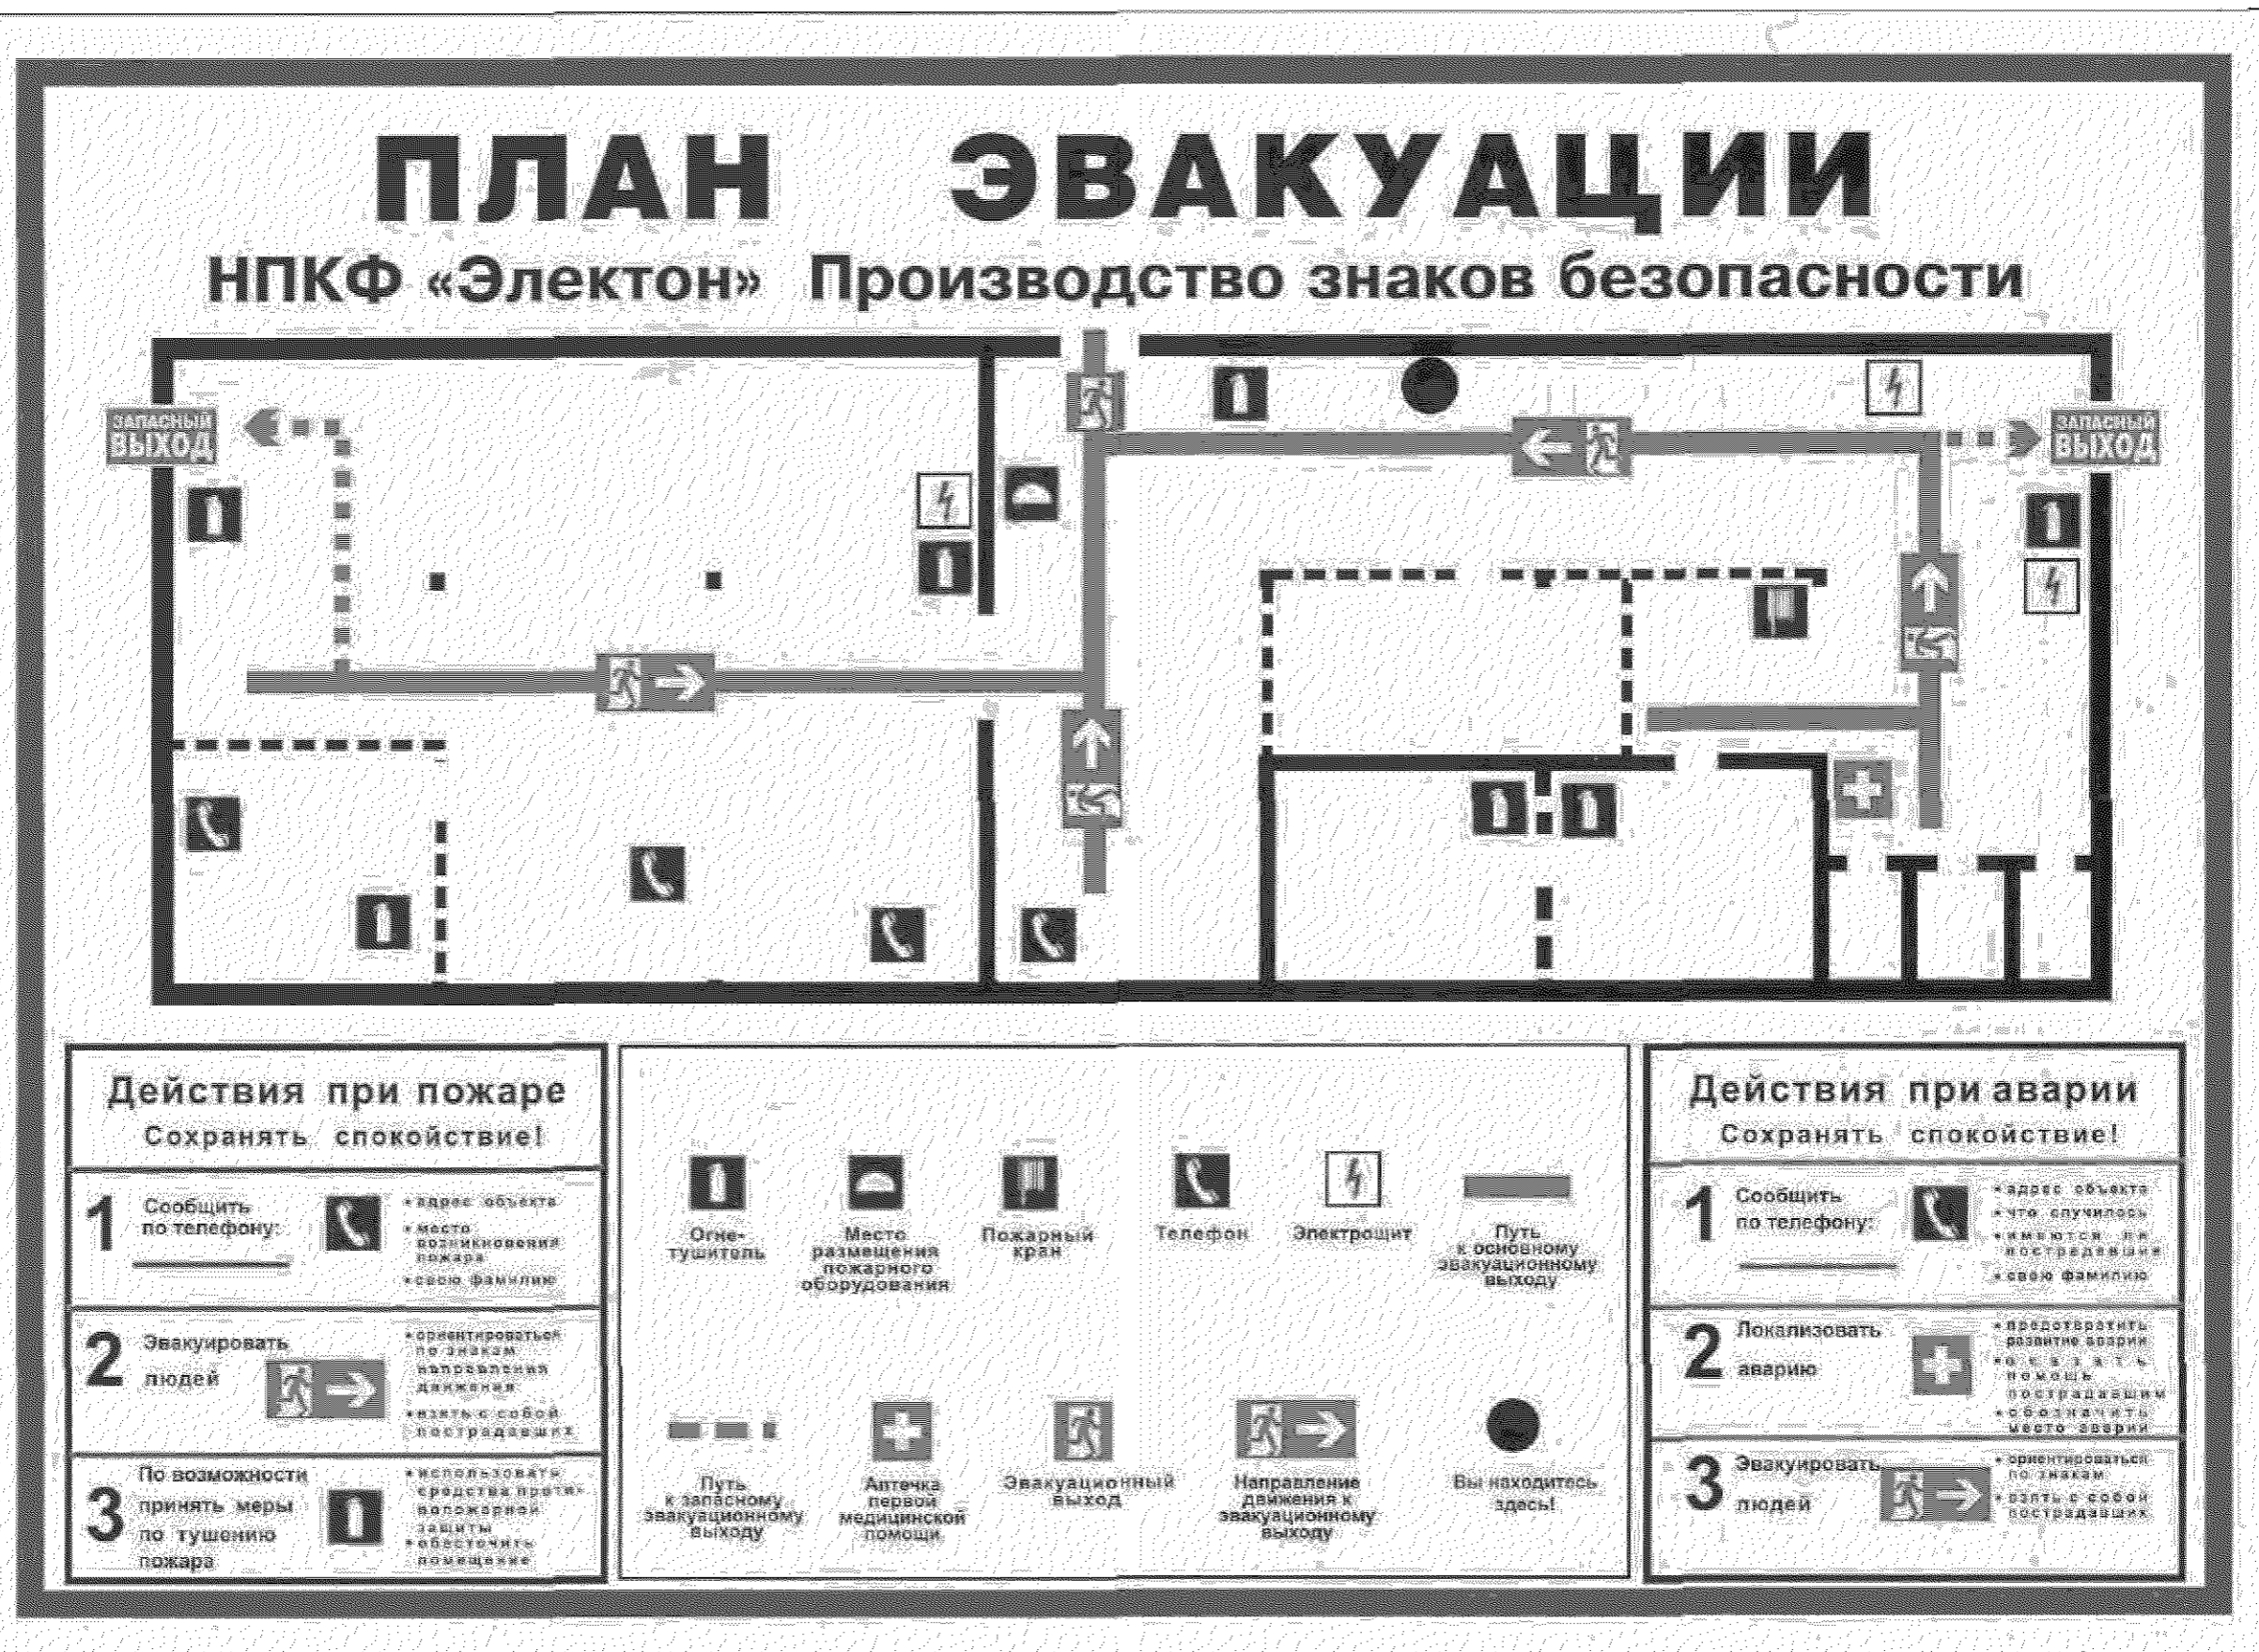 ПЛАН ЭВАКУАЦИИ
НПКФ «Электон» Производство знаков безопасности
ЗАПАСНЫЙ
ВЫХОД
ЗАПАСНЫЙ
ВЫХОД
Действия при пожаре
Сохранять спокойствие!
1
Сообщить
по телефону:
• адрес объекта
• место
возникновения
пожара
• свою фамилию
2
Эвакуировать
людей
• ориентироваться
по знакам
направления
движения
• взять с собой
пострадавших
3
По возможности
принять меры
по тушению
пожара
• использовать
средства проти-
вопожарной
защиты
• обесточить
помещение
Огне-
тушитель
Место
размещения
пожарного
оборудования
Пожарный
кран
Телефон
Электрощит
Путь
к основному
эвакуационному
выходу
Путь
к запасному
эвакуационному
выходу
Аптечка
первой
медицинской
помощи
Эвакуационный
выход
Направление
движения к
эвакуационному
выходу
Вы находитесь
здесь!
Действия при аварии
Сохранять спокойствие!
1
Сообщить
по телефону:
• адрес объекта
• что случилось
• имеются ли
пострадавшие
• свою фамилию
2
Локализовать
аварию
• предотвратить
развитие аварии
• оказать
помощь
пострадавшим
• обозначить
место аварии
3
Эвакуировать
людей
• ориентироваться
по знакам
• взять с собой
пострадавших